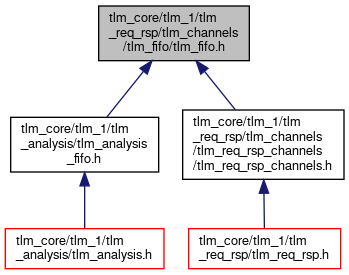 tlm_core/tlm_1/tlm
_req_rsp/tlm_channels
/tlm_fifo/tlm_fifo.h
tlm_core/tlm_1/tlm
_analysis/tlm_analysis
_fifo.h
tlm_core/tlm_1/tlm
_req_rsp/tlm_channels
/tlm_req_rsp_channels
/tlm_req_rsp_channels.h
tlm_core/tlm_1/tlm
_analysis/tlm_analysis.h
tlm_core/tlm_1/tlm
_req_rsp/tlm_req_rsp.h